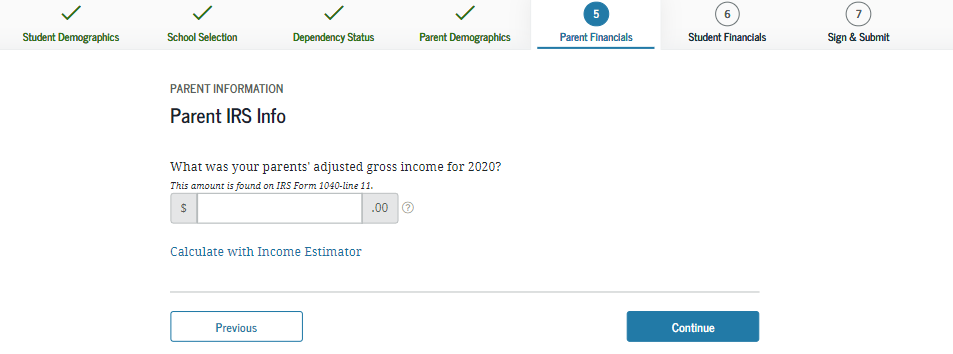 5 6 7
Student Demographics School Selection Dependency Status Parent Demographics Parent Financials Student Financials Sign & Submit
PARENT INFORMATION
Parent IRS Info
What was your parents' adjusted gross income for 2020?
This amount is found on IRS Form 1040-line 11.
$ .00 ?
Calculate with Income Estimator
Previous Continue